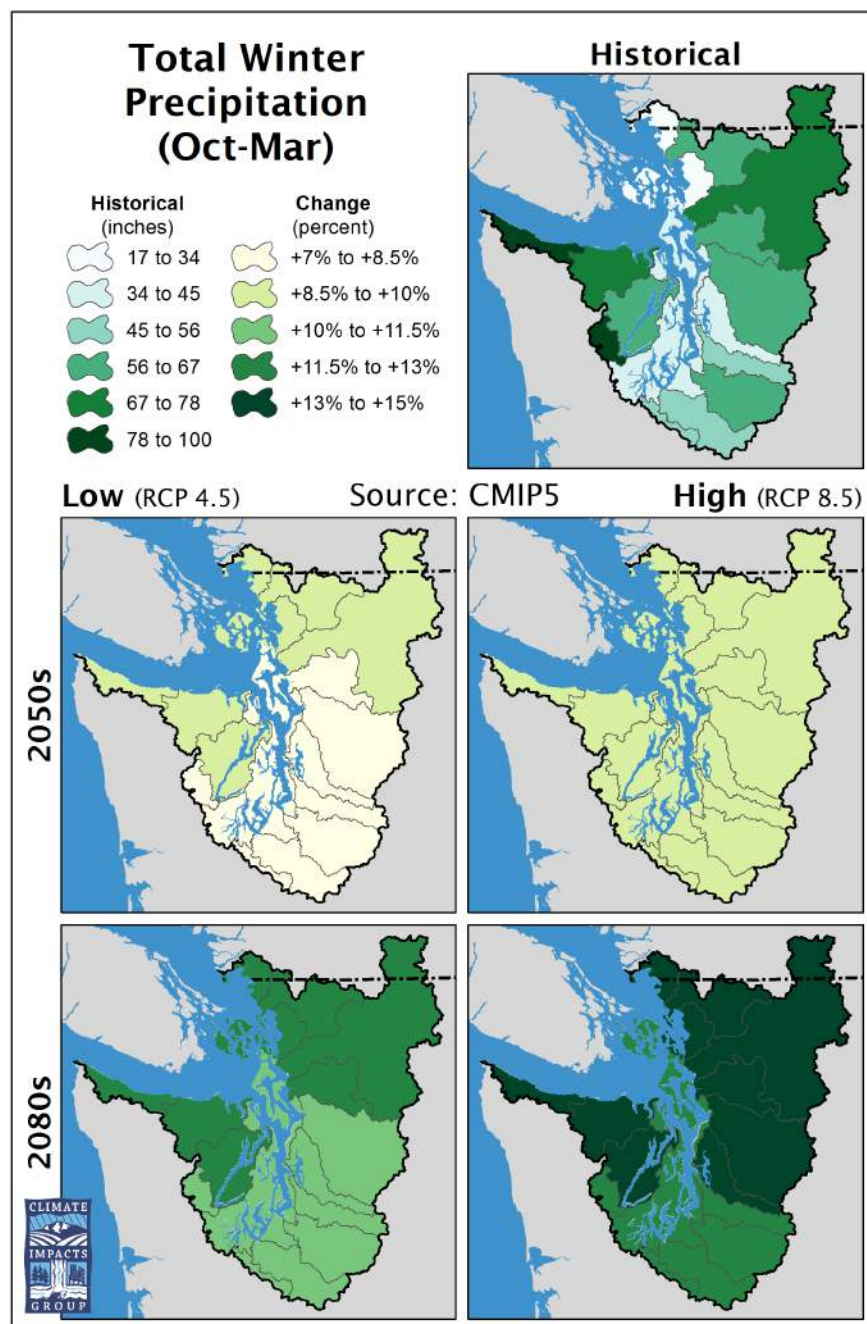 Total Winter
Precipitation
(Oct-Mar)
Historical
Historical
(inches)
17 to 34
34 to 45
45 to 56
56 to 67
67 to 78
78 to 100
Change
(percent)
+7% to +8.5%
+8.5% to +10%
+10% to +11.5%
+11.5% to +13%
+13% to +15%
Low (RCP 4.5)
Source: CMIP5
High (RCP 8.5)
2050s
2080s
CLIMATE
IMPACTS
GROUP